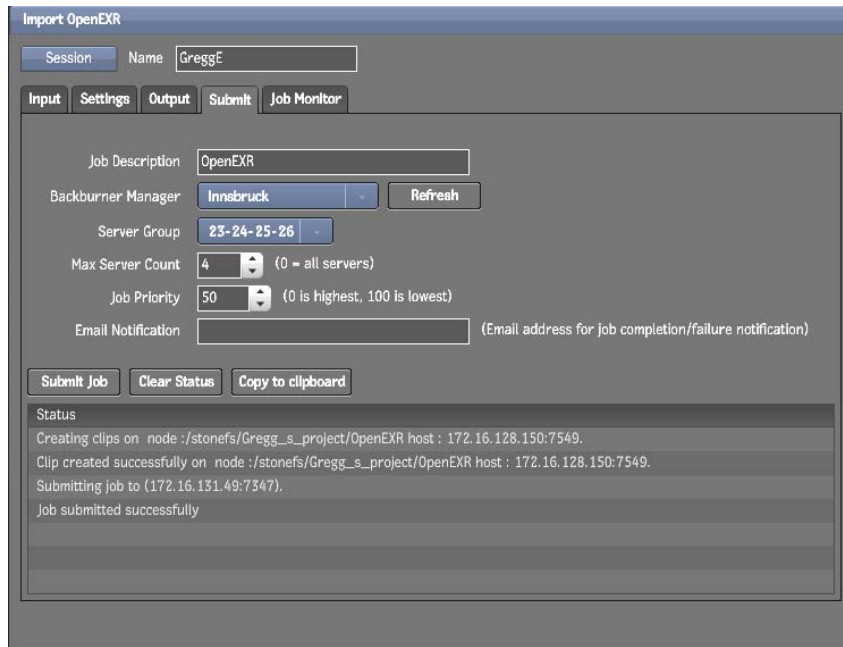 Import OpenEXR
Session Name GreggE
Input Settings Output Submit Job Monitor
Job Description OpenEXR
Backburner Manager Innsbruck Refresh
Server Group 23-24-25-26
Max Server Count 4 (0 = all servers)
Job Priority 50 (0 is highest, 100 is lowest)
Email Notification (Email address for job completion/failure notification)
Submit Job Clear Status Copy to clipboard
Status
Creating clips on node :/stonefs/Gregg_s_project/OpenEXR host : 172.16.128.150:7549.
Clip created successfully on node :/stonefs/Gregg_s_project/OpenEXR host : 172.16.128.150:7549.
Submitting job to (172.16.131.49:7347).
Job submitted successfully